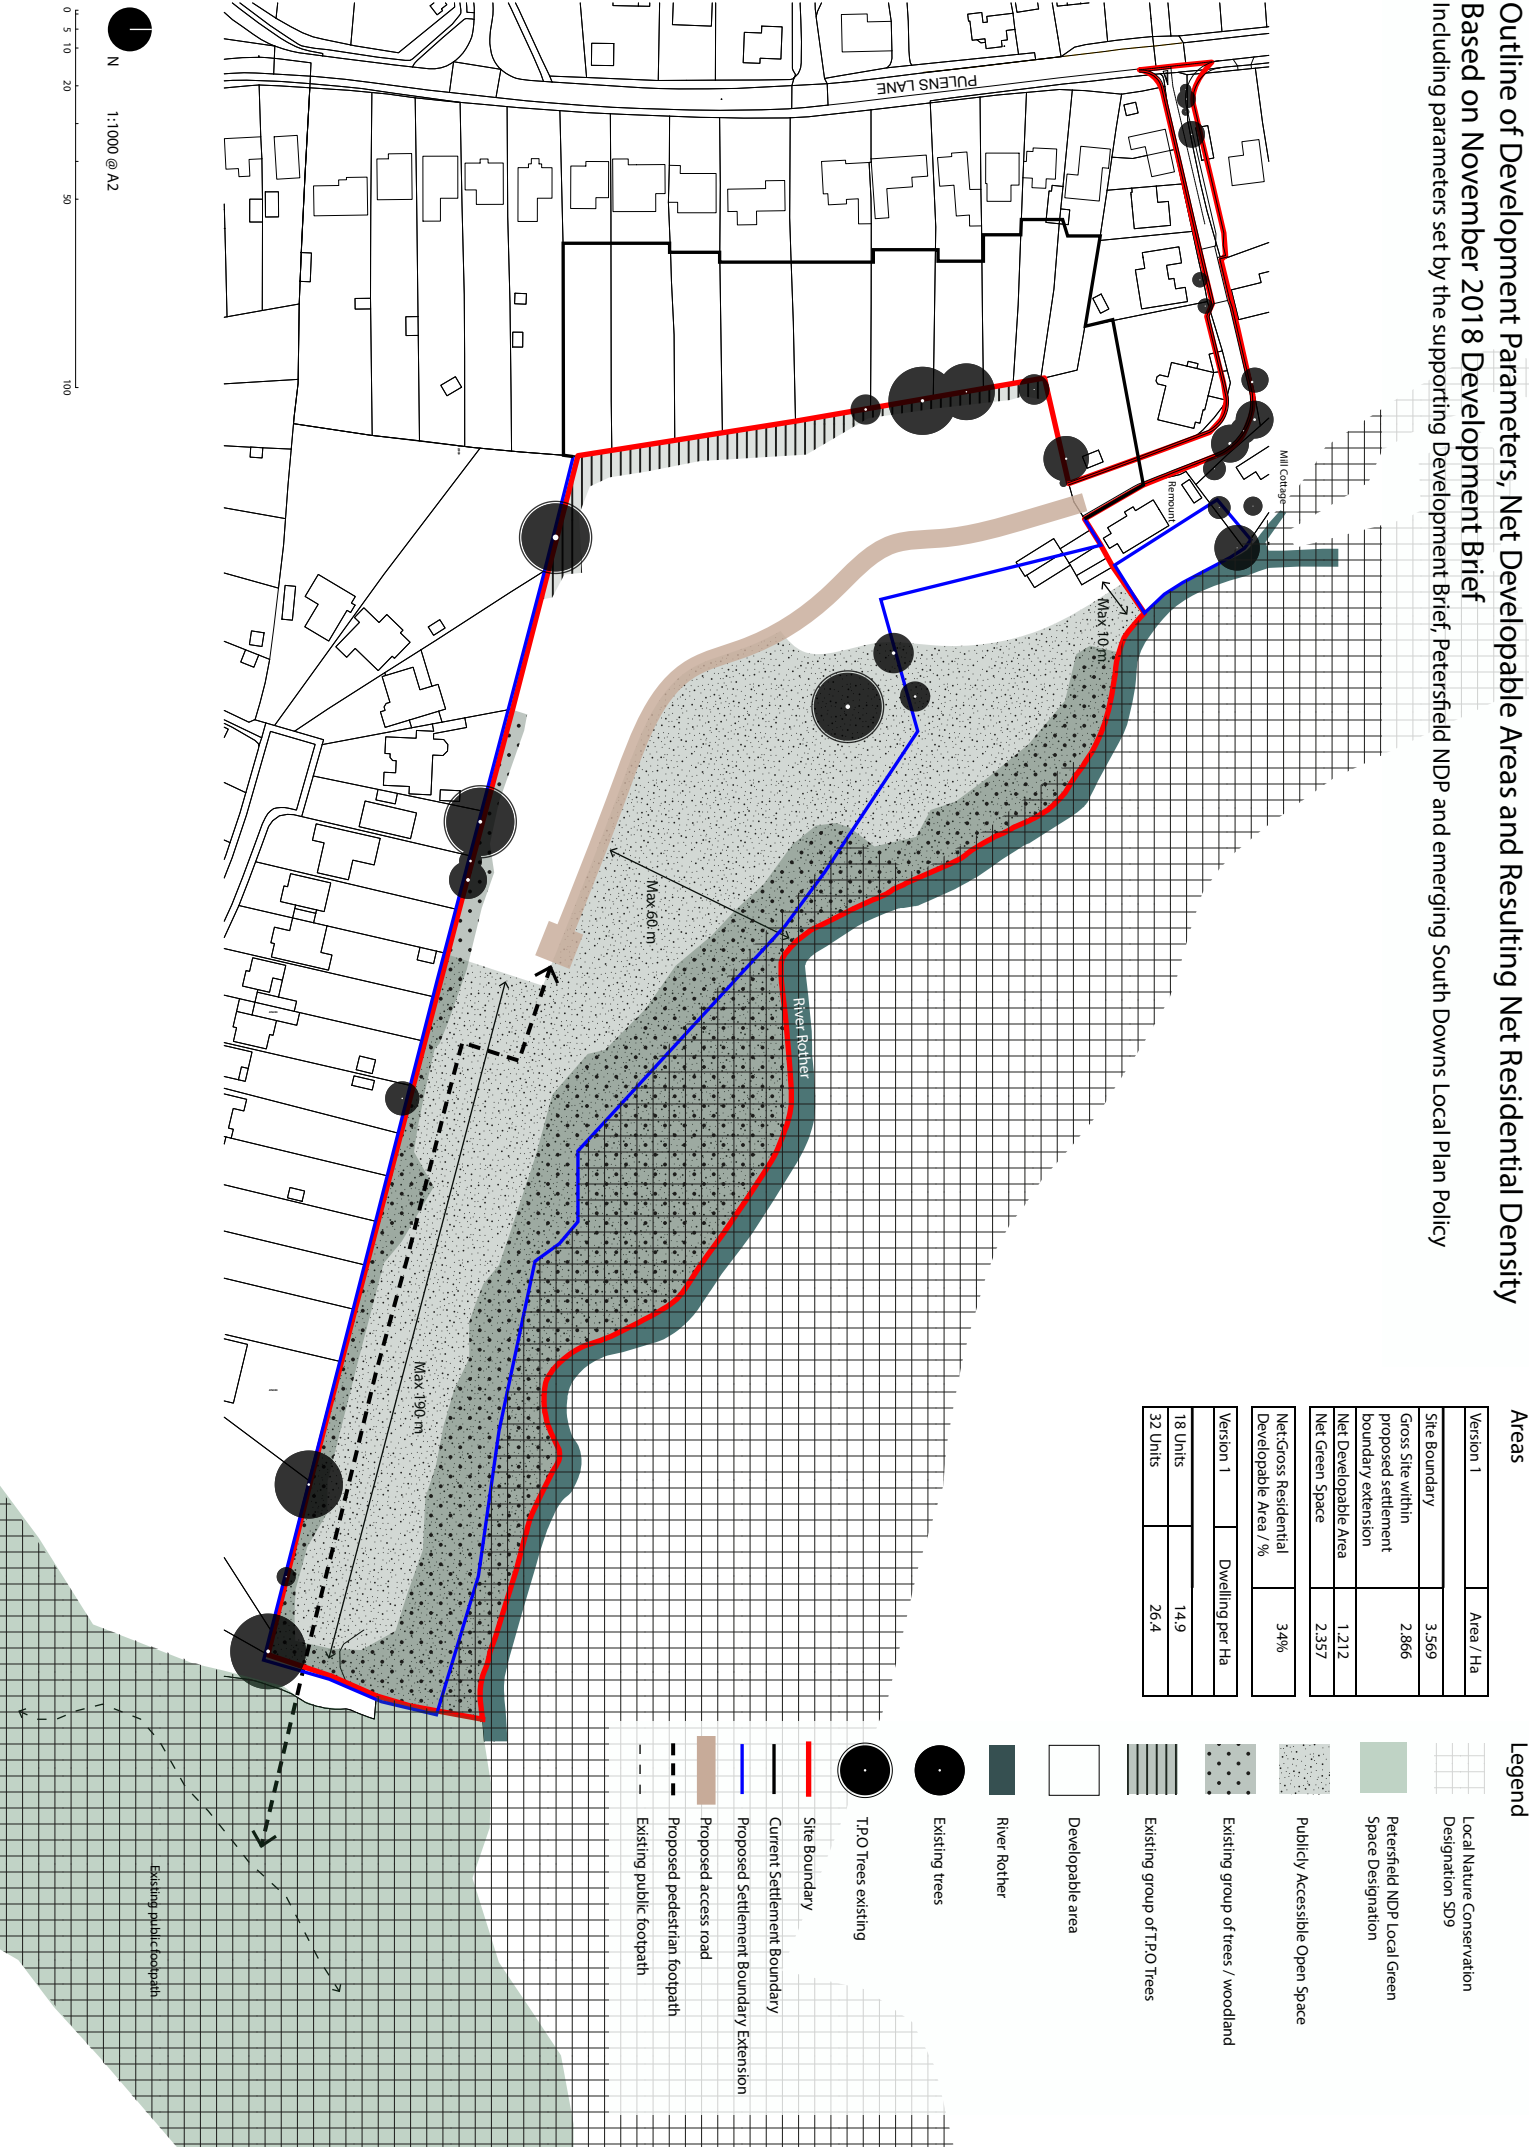 Outline of Development Parameters, Net Developable Areas and Resulting Net Residential Density
Based on November 2018 Development Brief
Including parameters set by the supporting Development Brief, Petersfield NDP and emerging South Downs Local Plan Policy
Areas
Version 1 Area / Ha
Site Boundary 3.569
Gross Site within
proposed settlement
boundary extension
2.866
Net Developable Area 1.212
Net Green Space 2.357
Net:Gross Residential
Developable Area / %
34%
Version 1 Dwelling per Ha
18 Units 14.9
32 Units 26.4
Legend
Local Nature Conservation
Designation SD9
Petersfield NDP Local Green
Space Designation
Publicly Accessible Open Space
Existing group of trees / woodland
Existing group of T.P.O Trees
Developable area
River Rother
Existing trees
T.P.O Trees existing
Site Boundary
Current Settlement Boundary
Proposed Settlement Boundary Extension
Proposed access road
Proposed pedestrian footpath
Existing public footpath
PULENS LANE
Mill Cottage
Remount
Max 10 m
Max 60 m
River Rother
Max 190 m
Existing public footpath
N
1:1000 @ A2
0 5 10 20 50 100